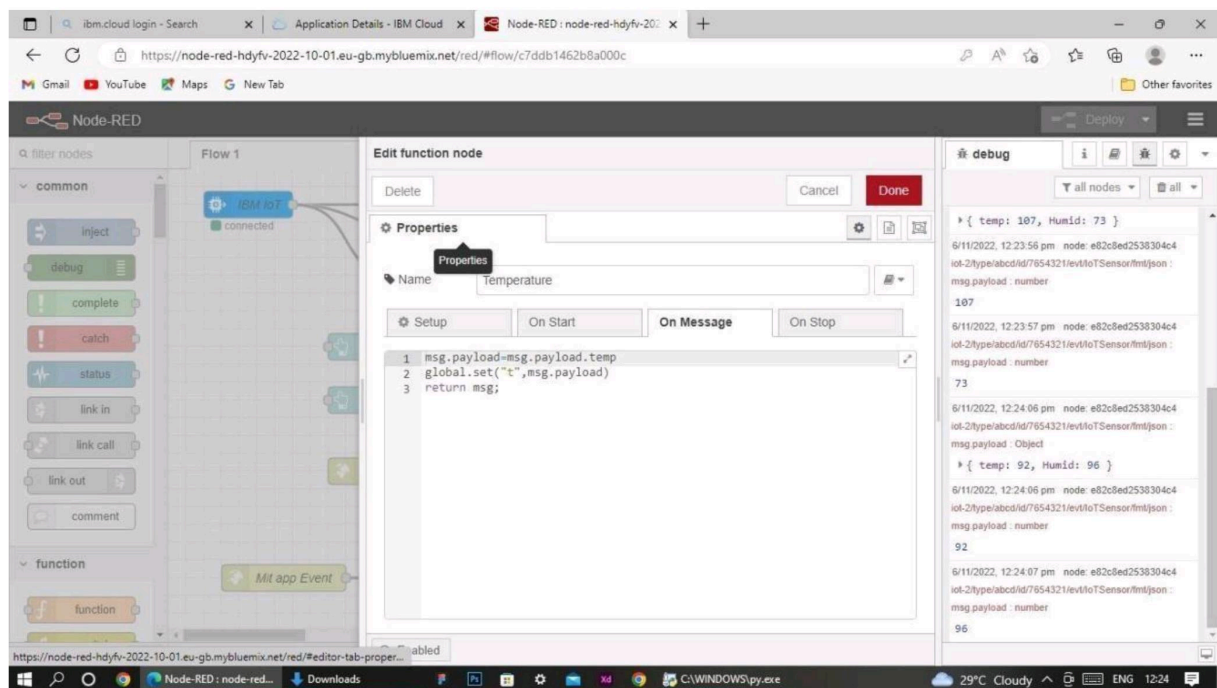 ibm.cloud login - Search
Application Details - IBM Cloud
Node-RED : node-red-hdyfv-202
https://node-red-hdyfv-2022-10-01.eu-gb.mybluemix.net/red/#flow/c7ddb1462b8a000c
Gmail YouTube Maps New Tab Other favorites
Node-RED Deploy
filter nodes
Flow 1
Edit function node
debug
i
common
Delete Cancel Done
all nodes all
IBM IoT
connected
Properties
Properties
inject
debug
complete
catch
status
link in
link call
link out
comment
function
function
Mit app Event
Name Temperature
Setup On Start On Message On Stop
1 msg.payload=msg.payload.temp
2 global.set("t",msg.payload)
3 return msg;
Enabled
{ temp: 107, Humid: 73 }
6/11/2022, 12:23:56 pm node: e82c8ed2538304c4
iot-2/type/abcd/id/7654321/evt/IoTSensor/fmt/json :
msg.payload : number
107
6/11/2022, 12:23:57 pm node: e82c8ed2538304c4
iot-2/type/abcd/id/7654321/evt/IoTSensor/fmt/json :
msg.payload : number
73
6/11/2022, 12:24:06 pm node: e82c8ed2538304c4
iot-2/type/abcd/id/7654321/evt/IoTSensor/fmt/json :
msg.payload : Object
{ temp: 92, Humid: 96 }
6/11/2022, 12:24:06 pm node: e82c8ed2538304c4
iot-2/type/abcd/id/7654321/evt/IoTSensor/fmt/json :
msg.payload : number
92
6/11/2022, 12:24:07 pm node: e82c8ed2538304c4
iot-2/type/abcd/id/7654321/evt/IoTSensor/fmt/json :
msg.payload : number
96
https://node-red-hdyfv-2022-10-01.eu-gb.mybluemix.net/red/#editor-tab-proper...
Node-RED : node-red... Downloads Ps Xd C:\WINDOWS\py.exe 29°C Cloudy ENG 12:24